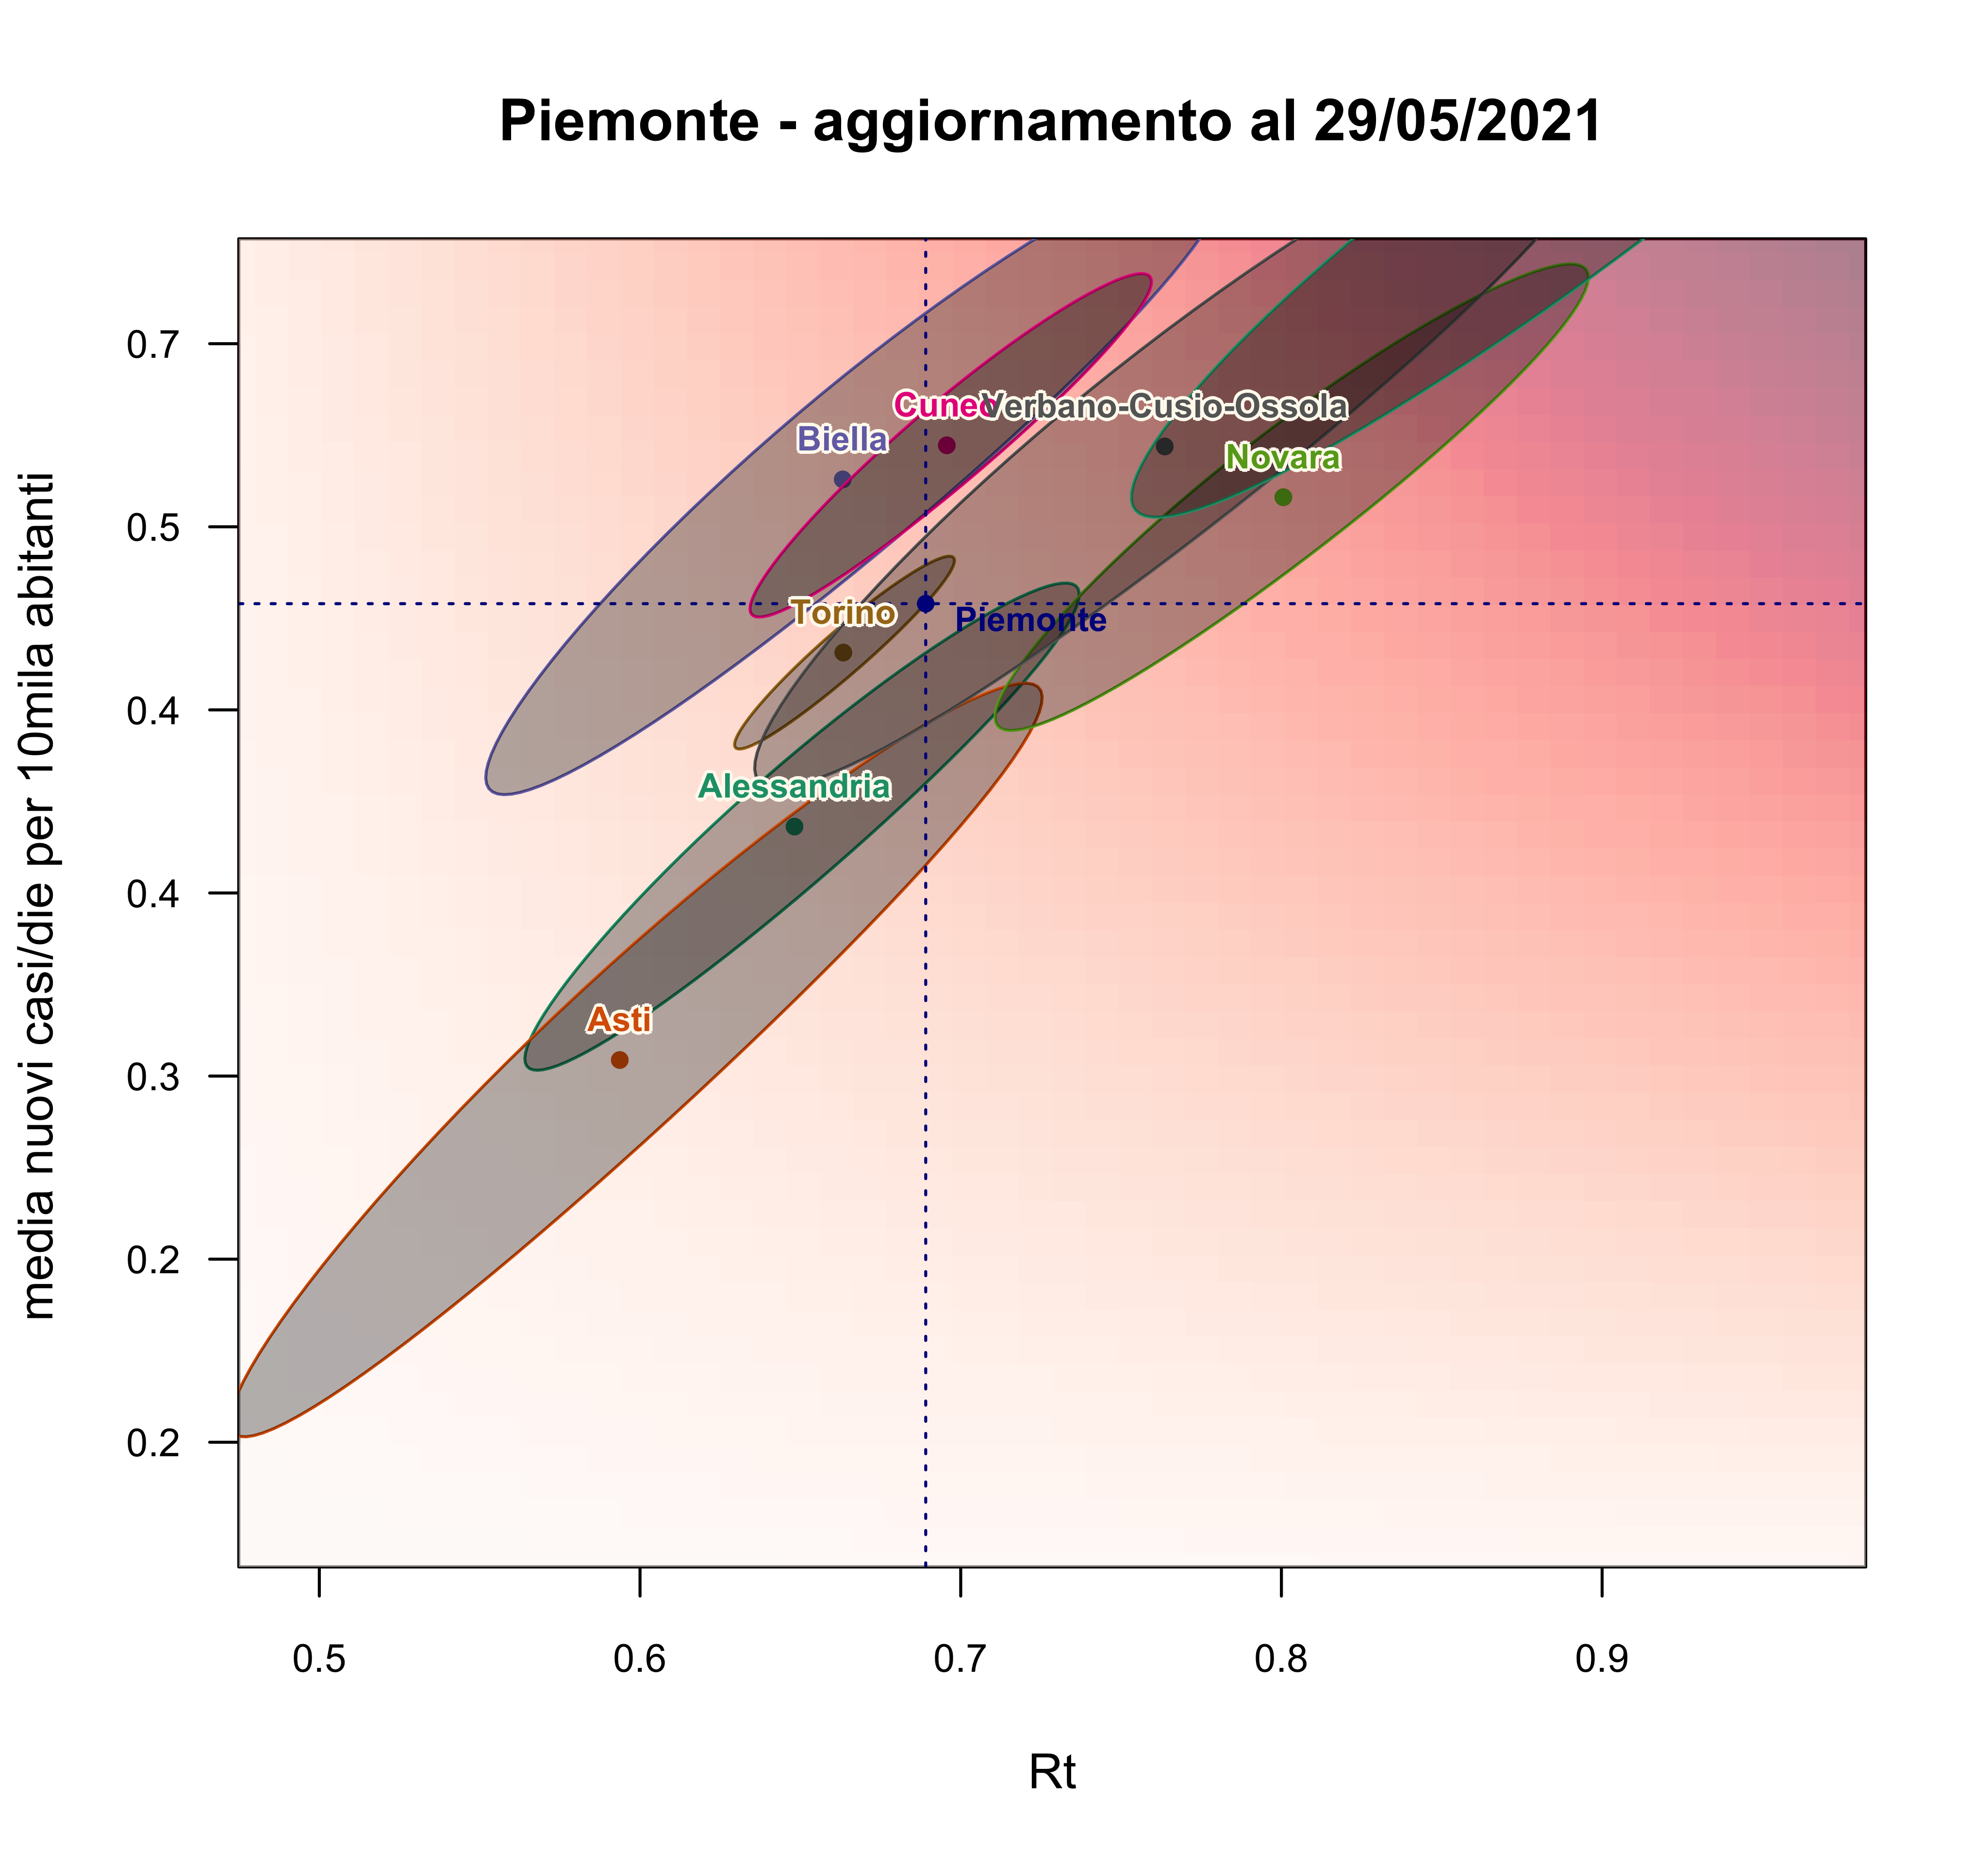 Piemonte - aggiornamento al 29/05/2021
media nuovi casi/die per 10mila abitanti
0.7
0.5
0.4
0.4
0.3
0.2
0.2
Cuneo
Verbano-Cusio-Ossola
Biella
Novara
Torino
Piemonte
Alessandria
Asti
0.5
0.6
0.7
0.8
0.9
Rt